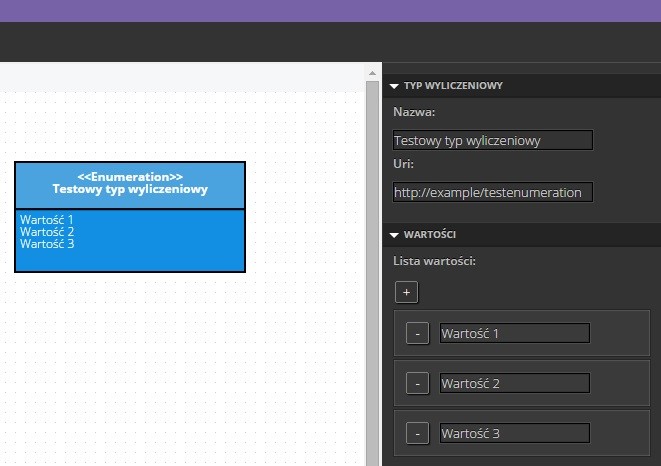 <<Enumeration>>
Testowy typ wyliczeniowy
Wartość 1
Wartość 2
Wartość 3
TYP WYLICZENIOWY
Nazwa:
Testowy typ wyliczeniowy
Uri:
http://example/testenumeration
WARTOŚCI
Lista wartości:
+
- Wartość 1
- Wartość 2
- Wartość 3